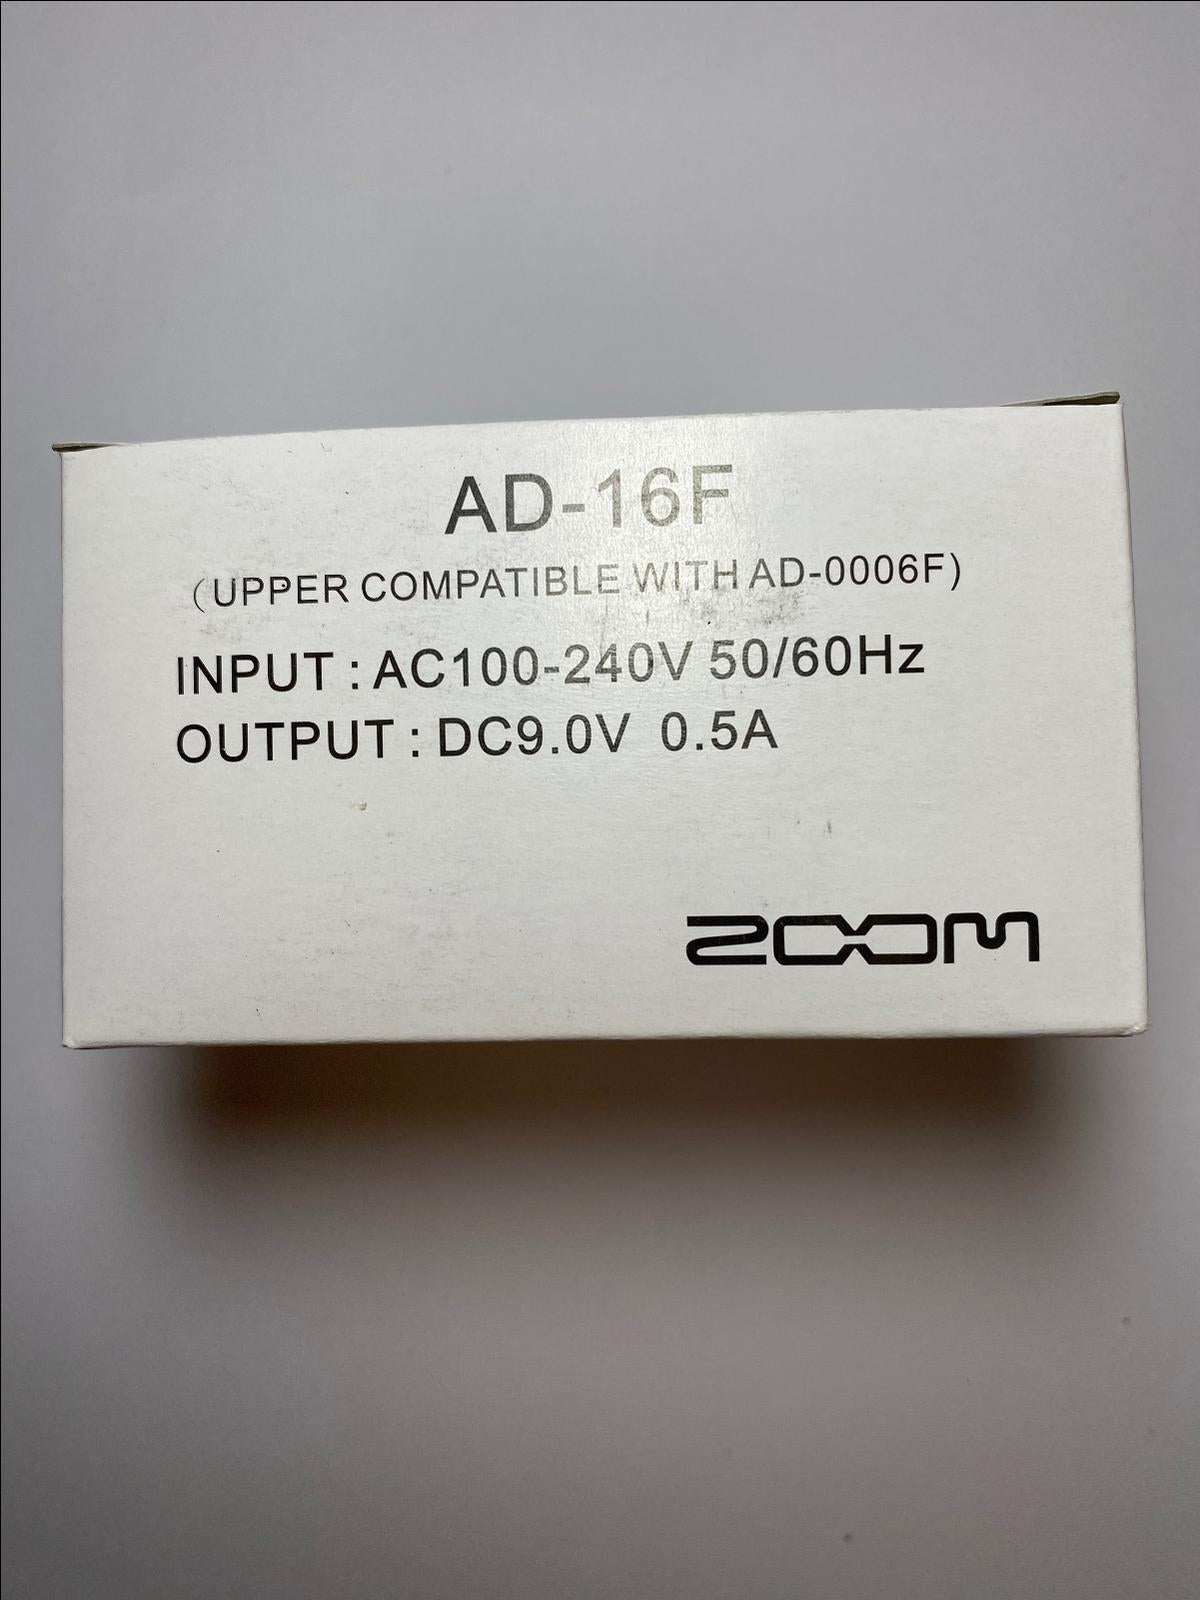 AD-16F
(UPPER COMPATIBLE WITH AD-0006F)
INPUT : AC100-240V 50/60Hz
OUTPUT : DC9.0V 0.5A
ZOOM